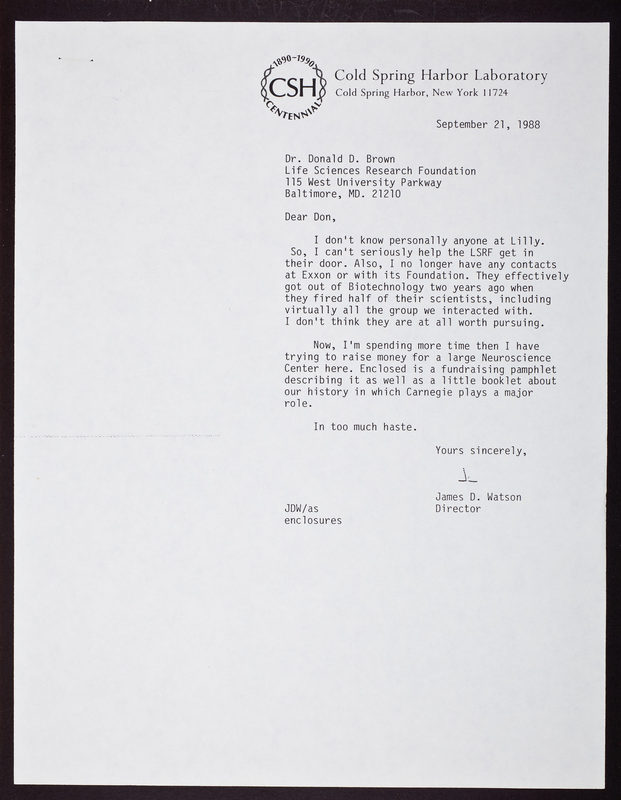 1890-1990
CSH
CENTENNIAL
Cold Spring Harbor Laboratory
Cold Spring Harbor, New York 11724
September 21, 1988
Dr. Donald D. Brown
Life Sciences Research Foundation
115 West University Parkway
Baltimore, MD. 21210
Dear Don,
I don't know personally anyone at Lilly.
So, I can't seriously help the LSRF get in
their door. Also, I no longer have any contacts
at Exxon or with its Foundation. They effectively
got out of Biotechnology two years ago when
they fired half of their scientists, including
virtually all the group we interacted with.
I don't think they are at all worth pursuing.
Now, I'm spending more time then I have
trying to raise money for a large Neuroscience
Center here. Enclosed is a fundraising pamphlet
describing it as well as a little booklet about
our history in which Carnegie plays a major
role.
In too much haste.
Yours sincerely,
James D. Watson
Director
JDW/as
enclosures